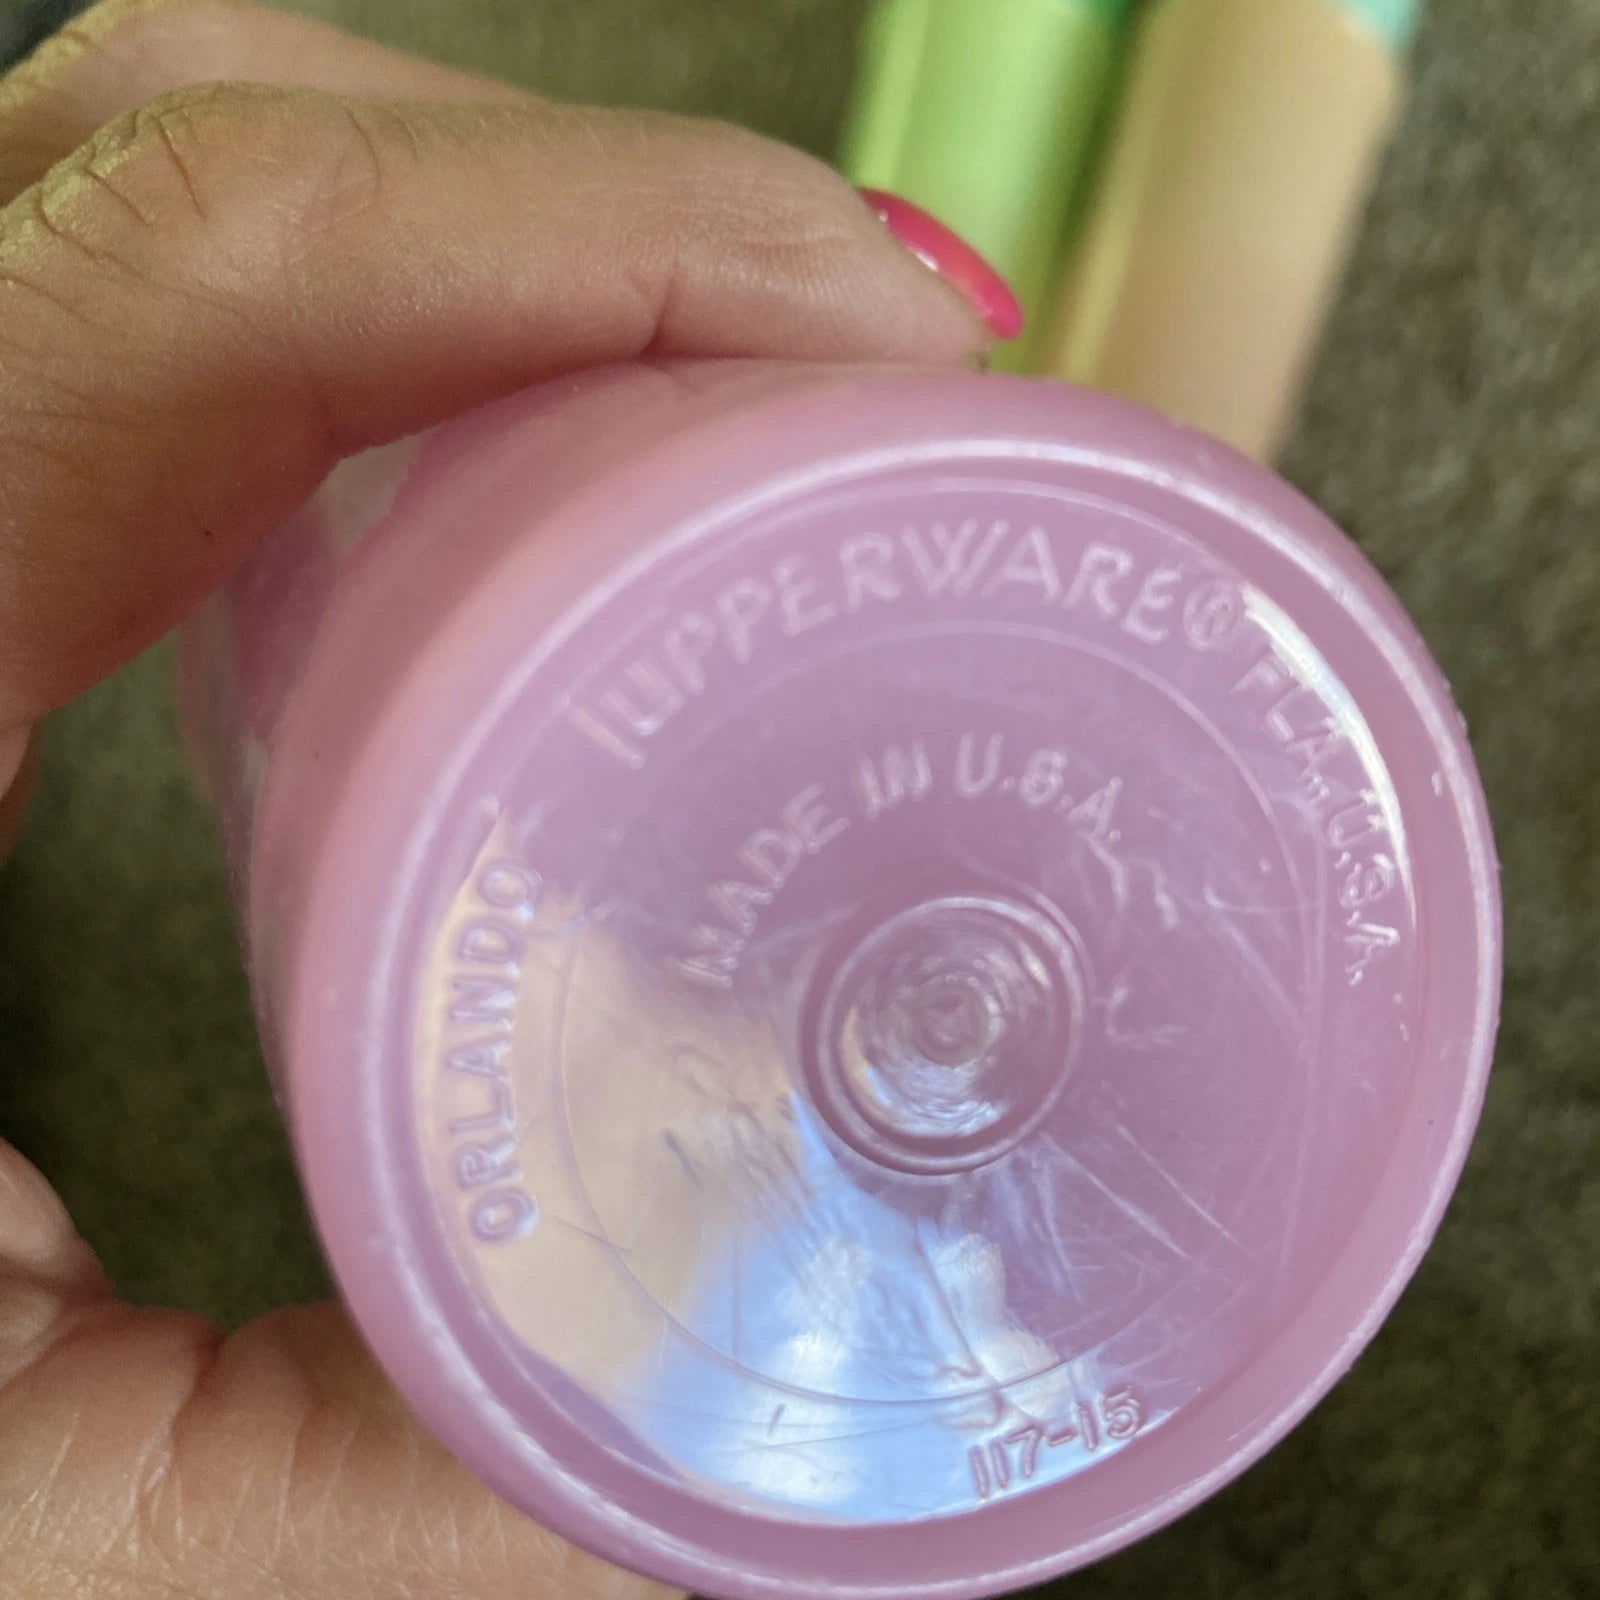 TUPPERWARE®
ORLANDO FLA., U.S.A.
MADE IN U.S.A.
117-15